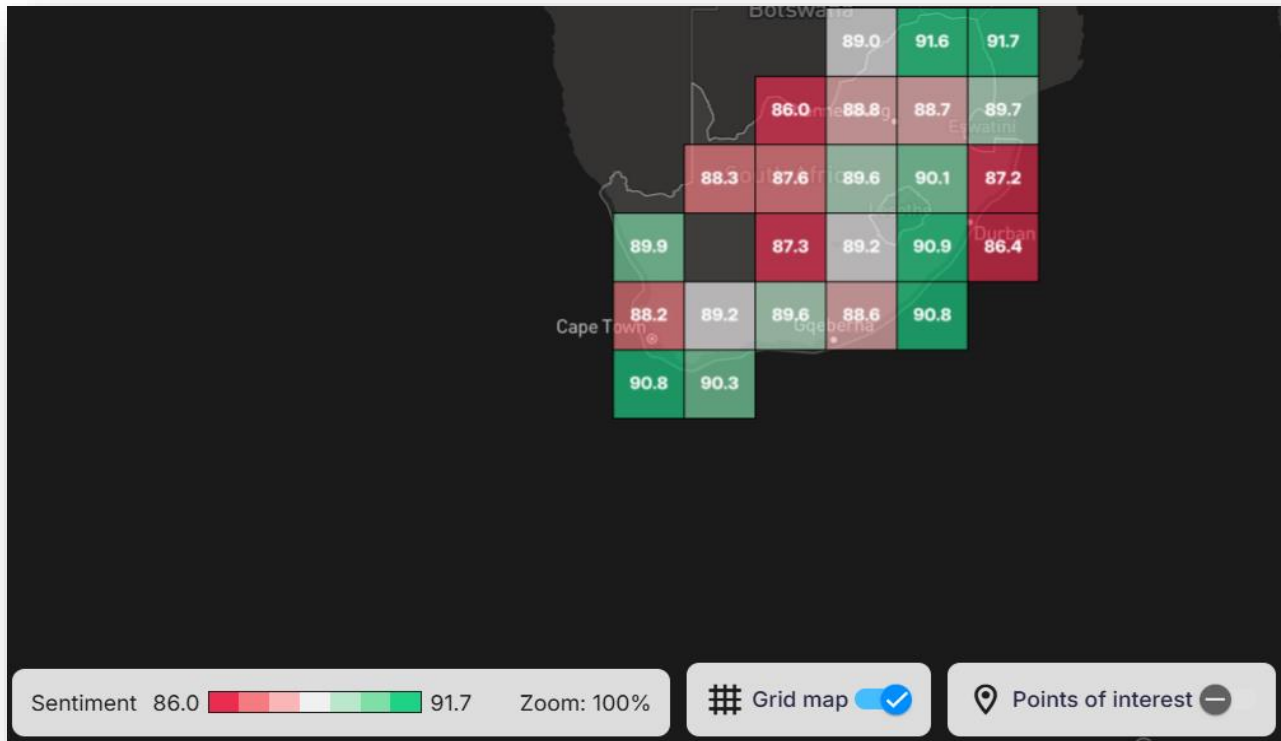 Botswana
89.0 91.6 91.7
86.0 88.8 88.7 89.7
Eswatini
88.3 87.6 89.6 90.1 87.2
South Africa
Lesotho
89.9 87.3 89.2 90.9 86.4
Durban
88.2 89.2 89.6 88.6 90.8
Cape Town
Gqeberha
90.8 90.3
Sentiment 86.0 91.7 Zoom: 100%
Grid map
Points of interest